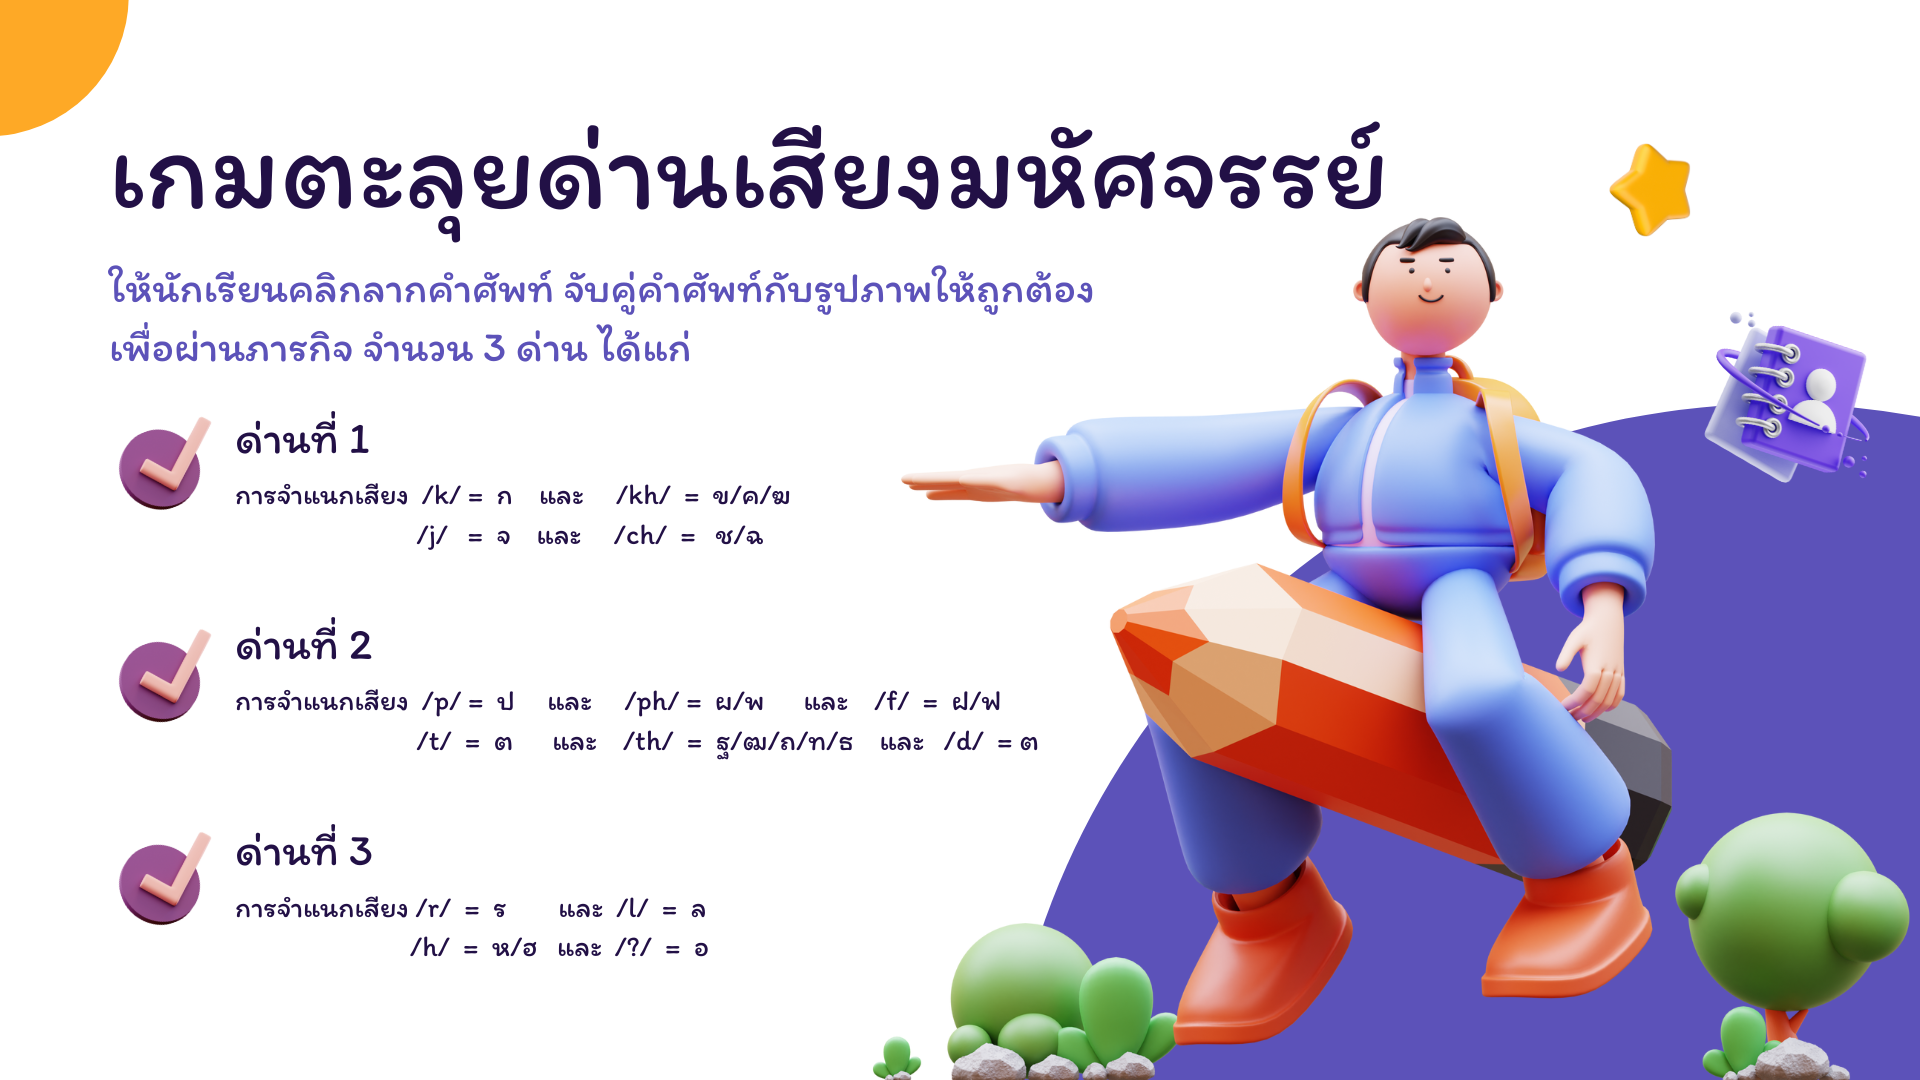 เกมตะลุยด่านเสียงมหัศจรรย์
ให้นักเรียนคลิกลากคำศัพท์ จับคู่คำศัพท์กับรูปภาพให้ถูกต้อง
เพื่อผ่านภารกิจ จำนวน 3 ด่าน ได้แก่
ด่านที่ 1
การจำแนกเสียง /k/ = ก และ /kh/ = ข/ค/ฆ
/j/ = จ และ /ch/ = ช/ฉ
ด่านที่ 2
การจำแนกเสียง /p/ = ป และ /ph/ = ผ/พ และ /f/ = ฝ/ฟ
/t/ = ต และ /th/ = ฐ/ฒ/ถ/ท/ธ และ /d/ = ต
ด่านที่ 3
การจำแนกเสียง /r/ = ร และ /l/ = ล
/h/ = ห/ฮ และ /?/ = อ